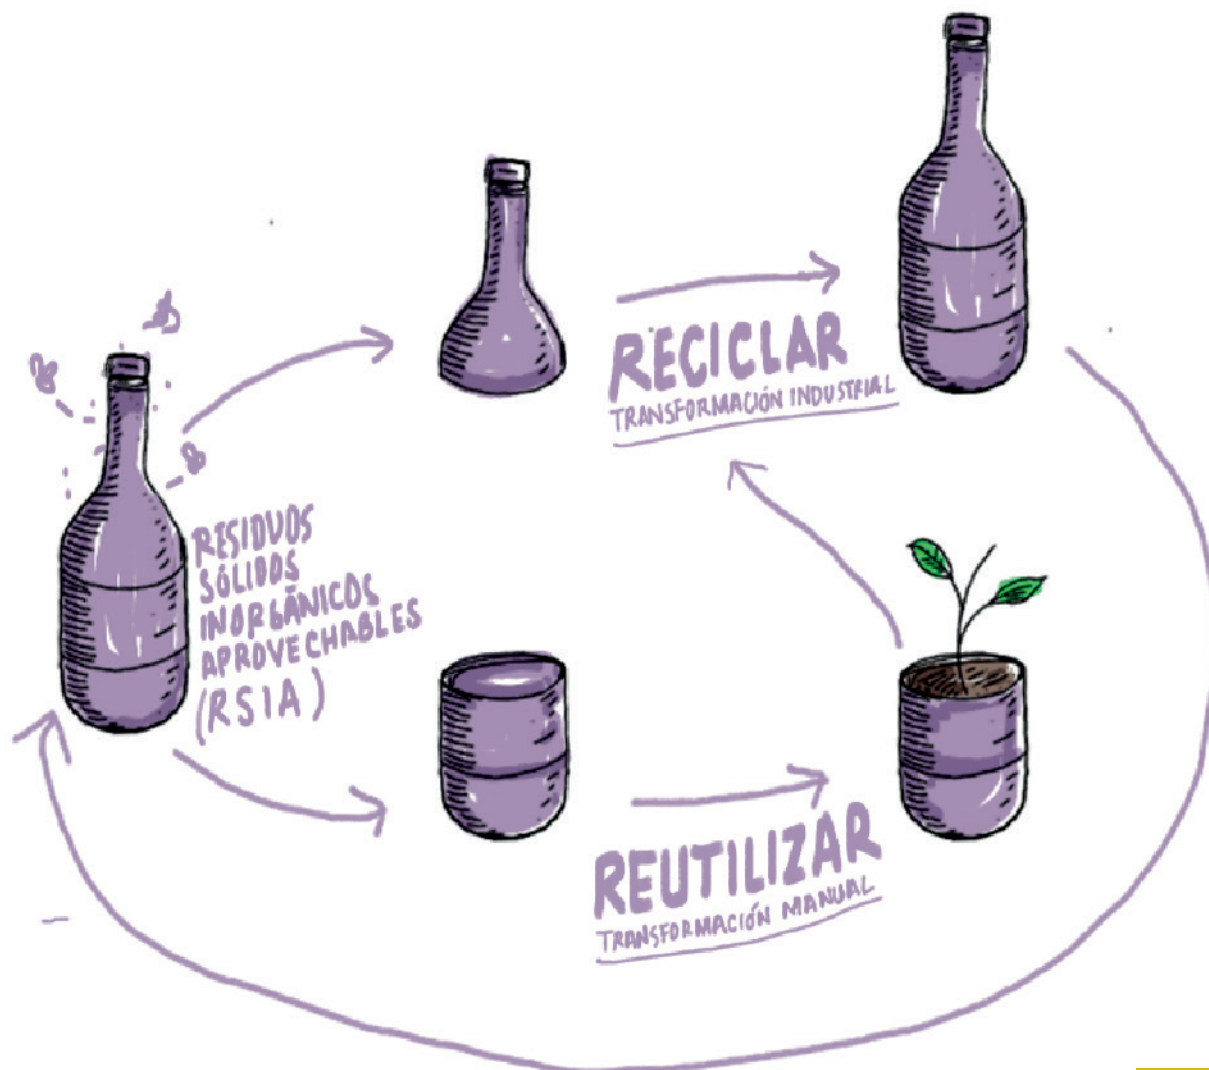 RECICLAR
TRANSFORMACIÓN INDUSTRIAL
RESIDUOS
SÓLIDOS
INORGÁNICOS
APROVECHABLES
(RSIA)
REUTILIZAR
TRANSFORMACIÓN MANUAL